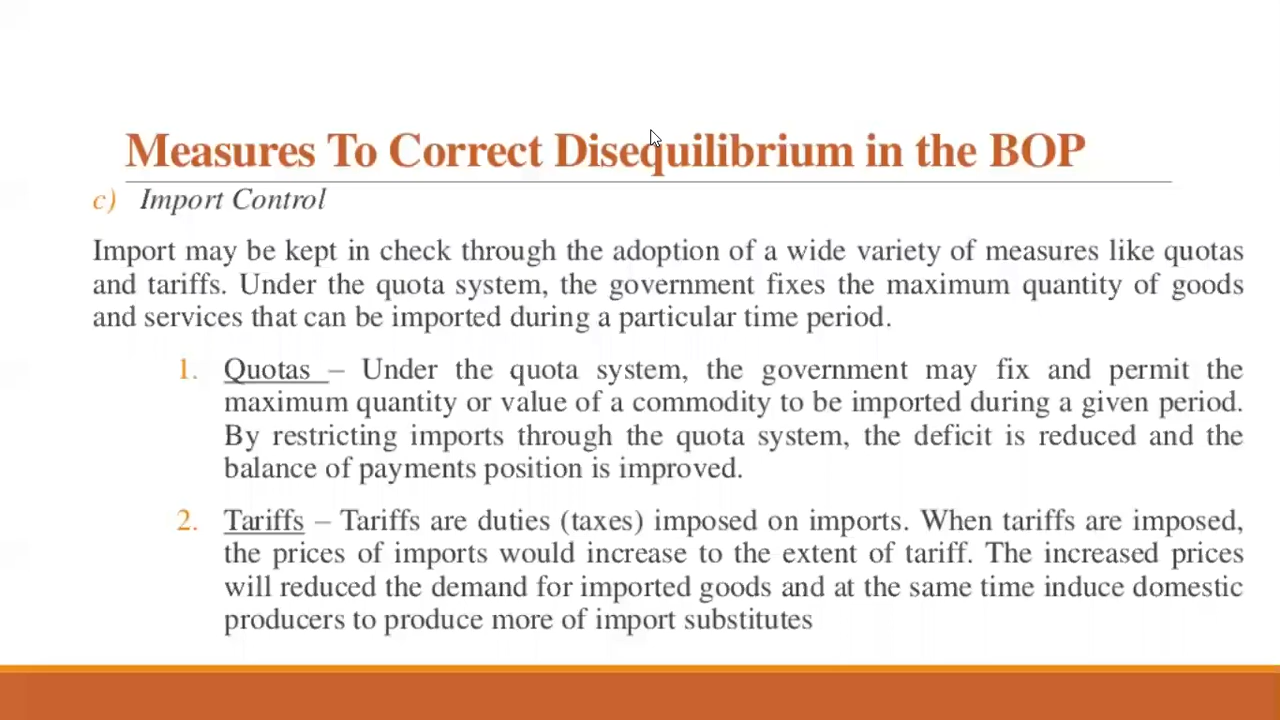 Measures To Correct Disequilibrium in the BOP
c) Import Control
Import may be kept in check through the adoption of a wide variety of measures like quotas
and tariffs. Under the quota system, the government fixes the maximum quantity of goods
and services that can be imported during a particular time period.
1. Quotas – Under the quota system, the government may fix and permit the
maximum quantity or value of a commodity to be imported during a given period.
By restricting imports through the quota system, the deficit is reduced and the
balance of payments position is improved.
2. Tariffs – Tariffs are duties (taxes) imposed on imports. When tariffs are imposed,
the prices of imports would increase to the extent of tariff. The increased prices
will reduced the demand for imported goods and at the same time induce domestic
producers to produce more of import substitutes